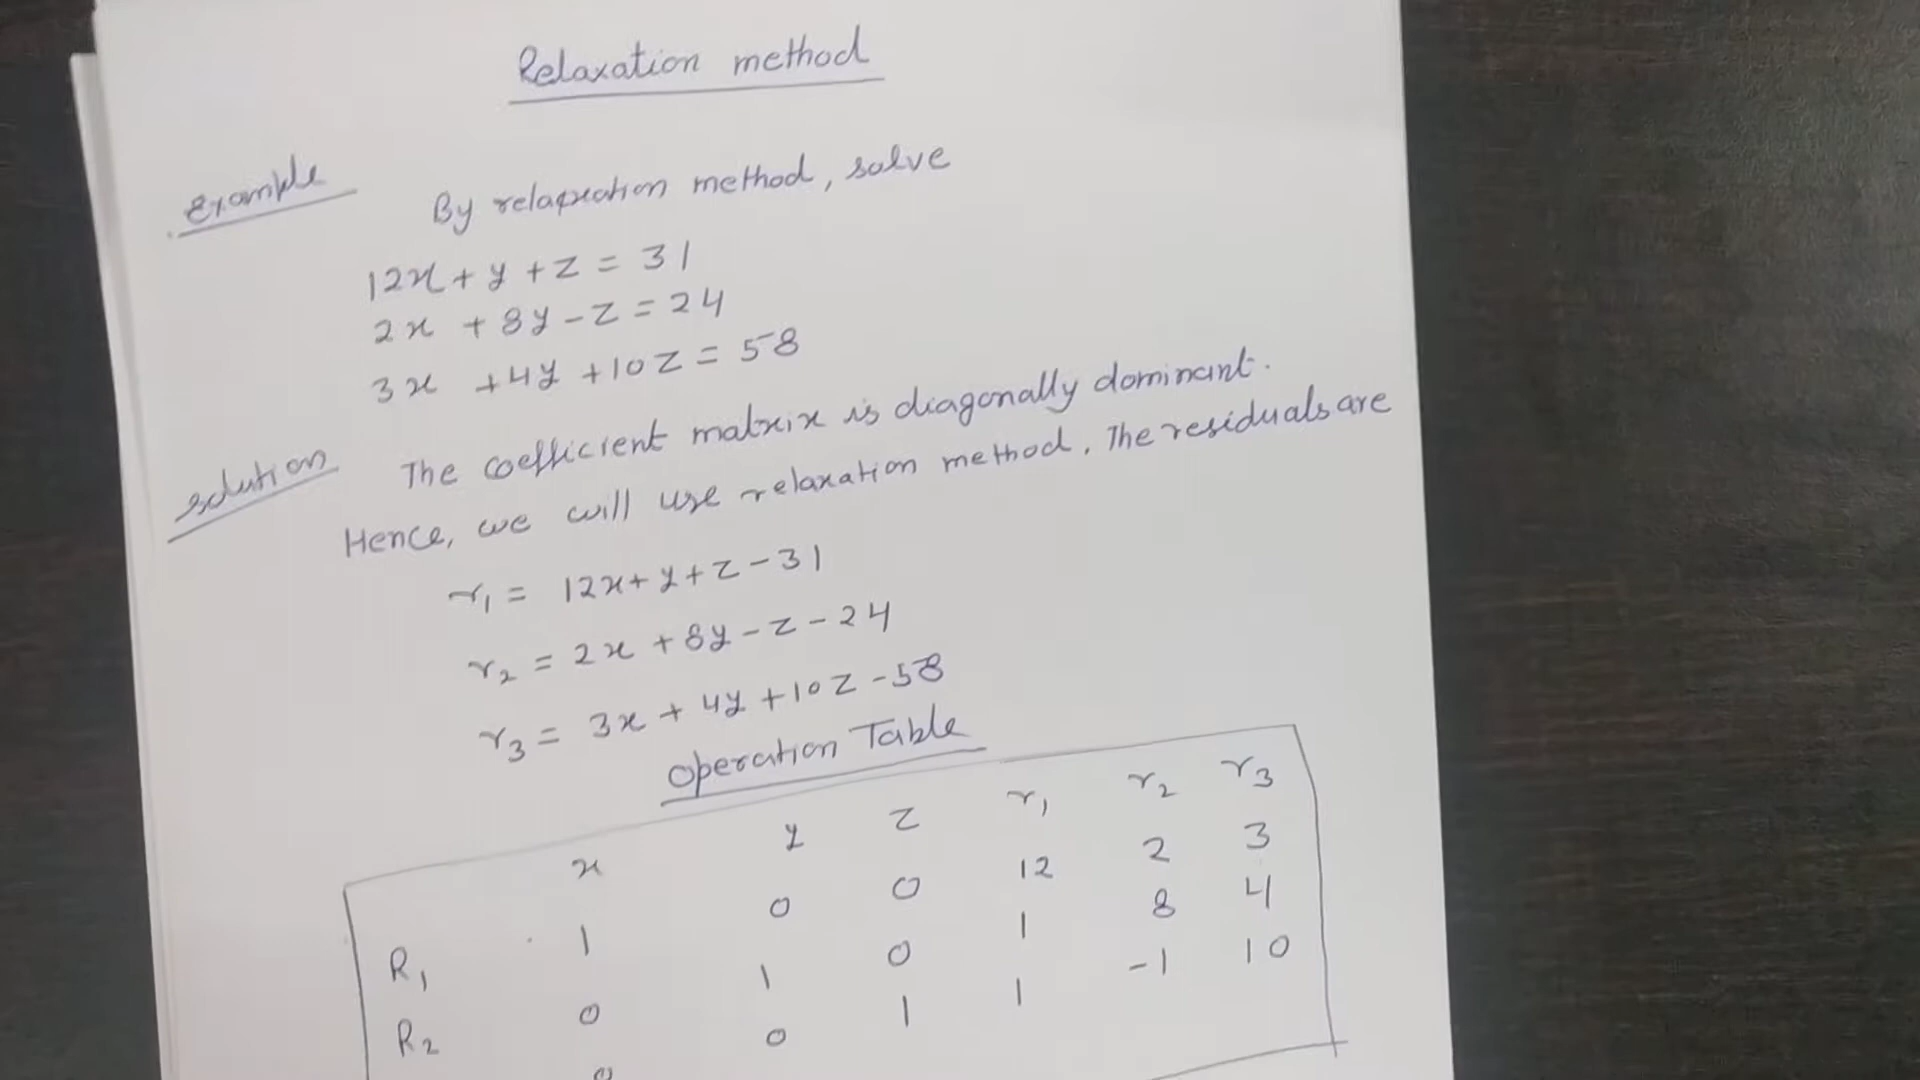 Relaxation method
Example
By relaxation method, solve
12x + y + z = 31
2x + 8y - z = 24
3x + 4y + 10z = 58
solution
The coefficient matrix is diagonally dominant.
Hence, we will use relaxation method. The residuals are
r₁ = 12x + y + z - 31
r₂ = 2x + 8y - z - 24
r₃ = 3x + 4y + 10z - 58
Operation Table
x y z r₁ r₂ r₃
R₁ 1 0 0 12 2 3
R₂ 0 1 0 1 8 4
0 0 1 1 -1 10